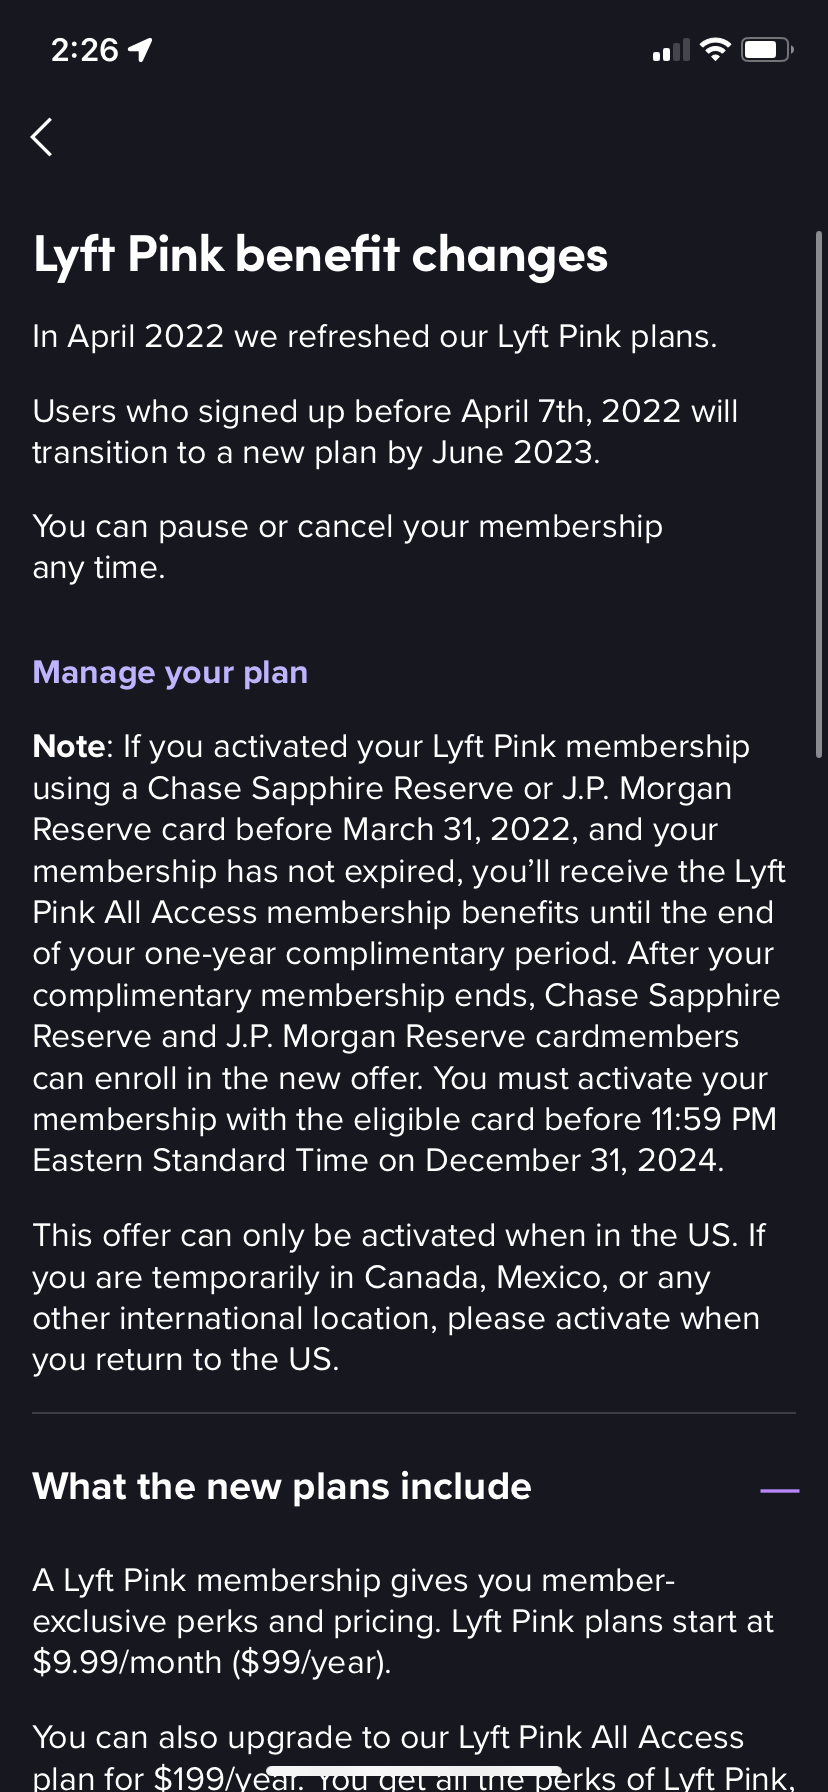 2:26
Lyft Pink benefit changes
In April 2022 we refreshed our Lyft Pink plans.
Users who signed up before April 7th, 2022 will
transition to a new plan by June 2023.
You can pause or cancel your membership
any time.
Manage your plan
Note: If you activated your Lyft Pink membership
using a Chase Sapphire Reserve or J.P. Morgan
Reserve card before March 31, 2022, and your
membership has not expired, you’ll receive the Lyft
Pink All Access membership benefits until the end
of your one-year complimentary period. After your
complimentary membership ends, Chase Sapphire
Reserve and J.P. Morgan Reserve cardmembers
can enroll in the new offer. You must activate your
membership with the eligible card before 11:59 PM
Eastern Standard Time on December 31, 2024.
This offer can only be activated when in the US. If
you are temporarily in Canada, Mexico, or any
other international location, please activate when
you return to the US.
What the new plans include
A Lyft Pink membership gives you member-
exclusive perks and pricing. Lyft Pink plans start at
$9.99/month ($99/year).
You can also upgrade to our Lyft Pink All Access
plan for $199/year. You get all the perks of Lyft Pink,